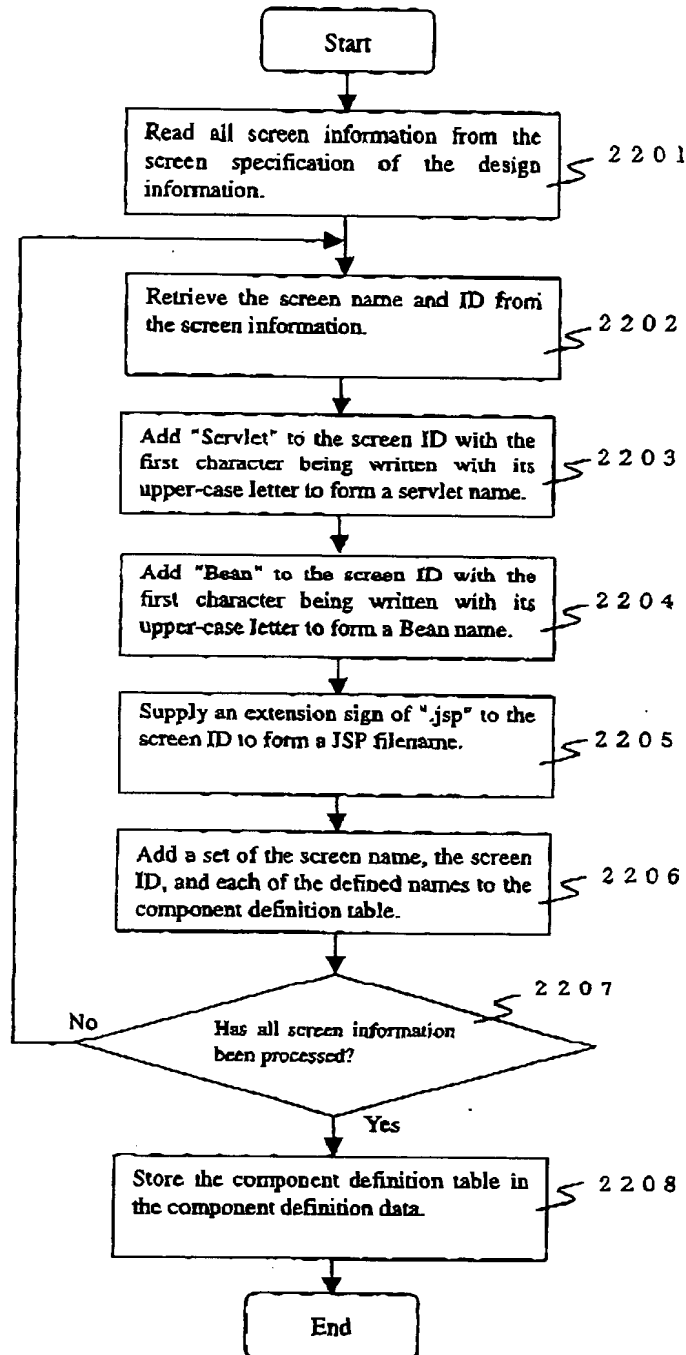 Start
Read all screen information from the
screen specification of the design
information.
2201
Retrieve the screen name and ID from
the screen information.
2202
Add "Servlet" to the screen ID with the
first character being written with its
upper-case letter to form a servlet name.
2203
Add "Bean" to the screen ID with the
first character being written with its
upper-case letter to form a Bean name.
2204
Supply an extension sign of ".jsp" to the
screen ID to form a JSP filename.
2205
Add a set of the screen name, the screen
ID, and each of the defined names to the
component definition table.
2206
2207
No
Has all screen information
been processed?
Yes
Store the component definition table in
the component definition data.
2208
End